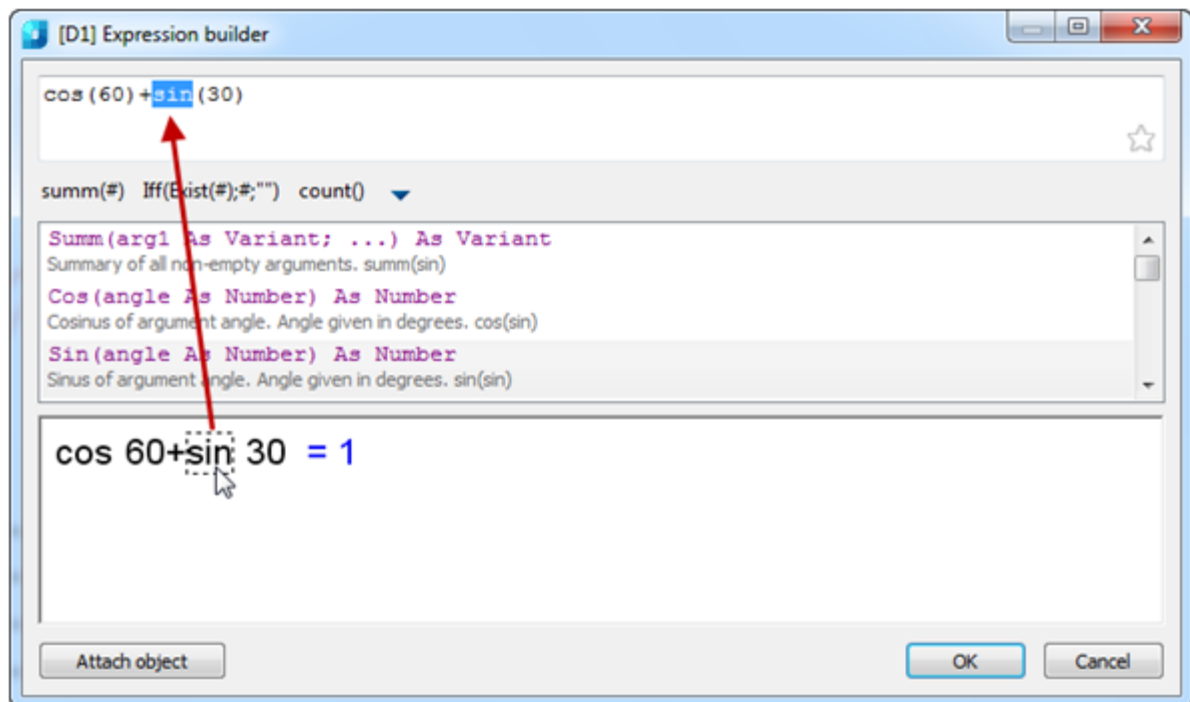 [D1] Expression builder
cos(60)+sin(30)
summ(#) Iff(Exist(#);#;"") count()
Summ(arg1 As Variant; ...) As Variant
Summary of all non-empty arguments. summ(sin)
Cos(angle As Number) As Number
Cosinus of argument angle. Angle given in degrees. cos(sin)
Sin(angle As Number) As Number
Sinus of argument angle. Angle given in degrees. sin(sin)
cos 60+sin 30 = 1
Attach object OK Cancel